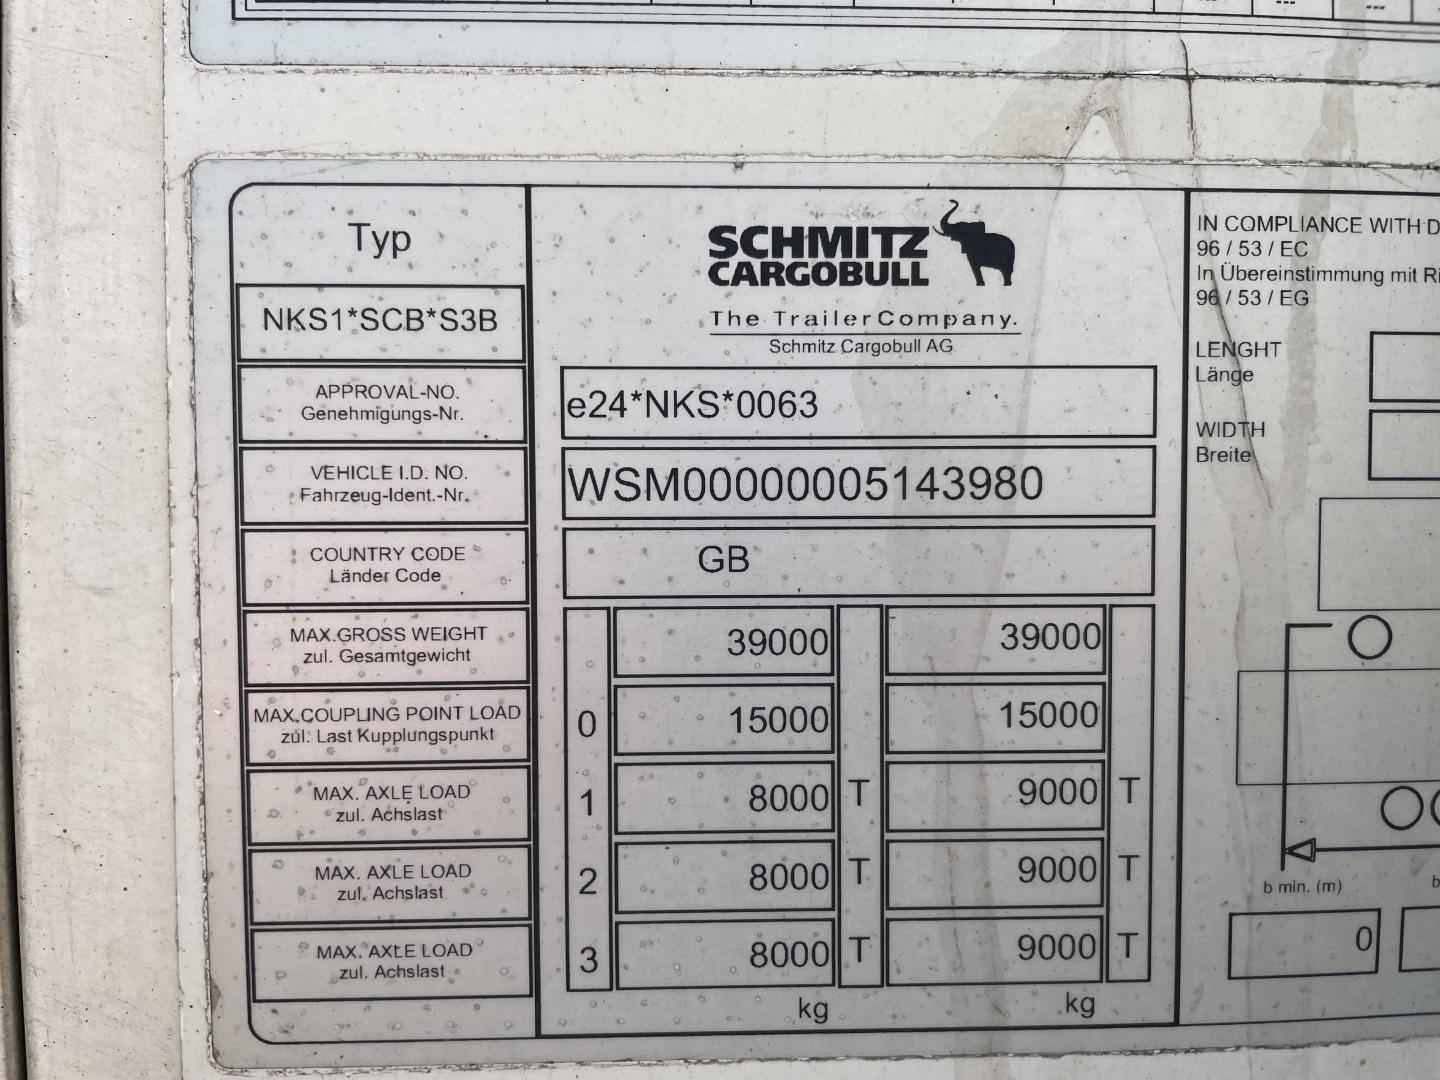 --- --- ---
Typ
NKS1*SCB*S3B
SCHMITZ
CARGOBULL
The Trailer Company.
Schmitz Cargobull AG
APPROVAL-NO.
Genehmigungs-Nr.
e24*NKS*0063
VEHICLE I.D. NO.
Fahrzeug-Ident.-Nr.
WSM00000005143980
COUNTRY CODE
Länder Code
GB
MAX.GROSS WEIGHT
zul. Gesamtgewicht
39000 39000
MAX.COUPLING POINT LOAD
zul. Last Kupplungspunkt
0 15000 15000
MAX. AXLE LOAD
zul. Achslast
1 8000 T 9000 T
MAX. AXLE LOAD
zul. Achslast
2 8000 T 9000 T
MAX. AXLE LOAD
zul. Achslast
3 8000 T 9000 T
kg kg
IN COMPLIANCE WITH D
96 / 53 / EC
In Übereinstimmung mit Ri
96 / 53 / EG
LENGHT
Länge
WIDTH
Breite
b min. (m) b
0